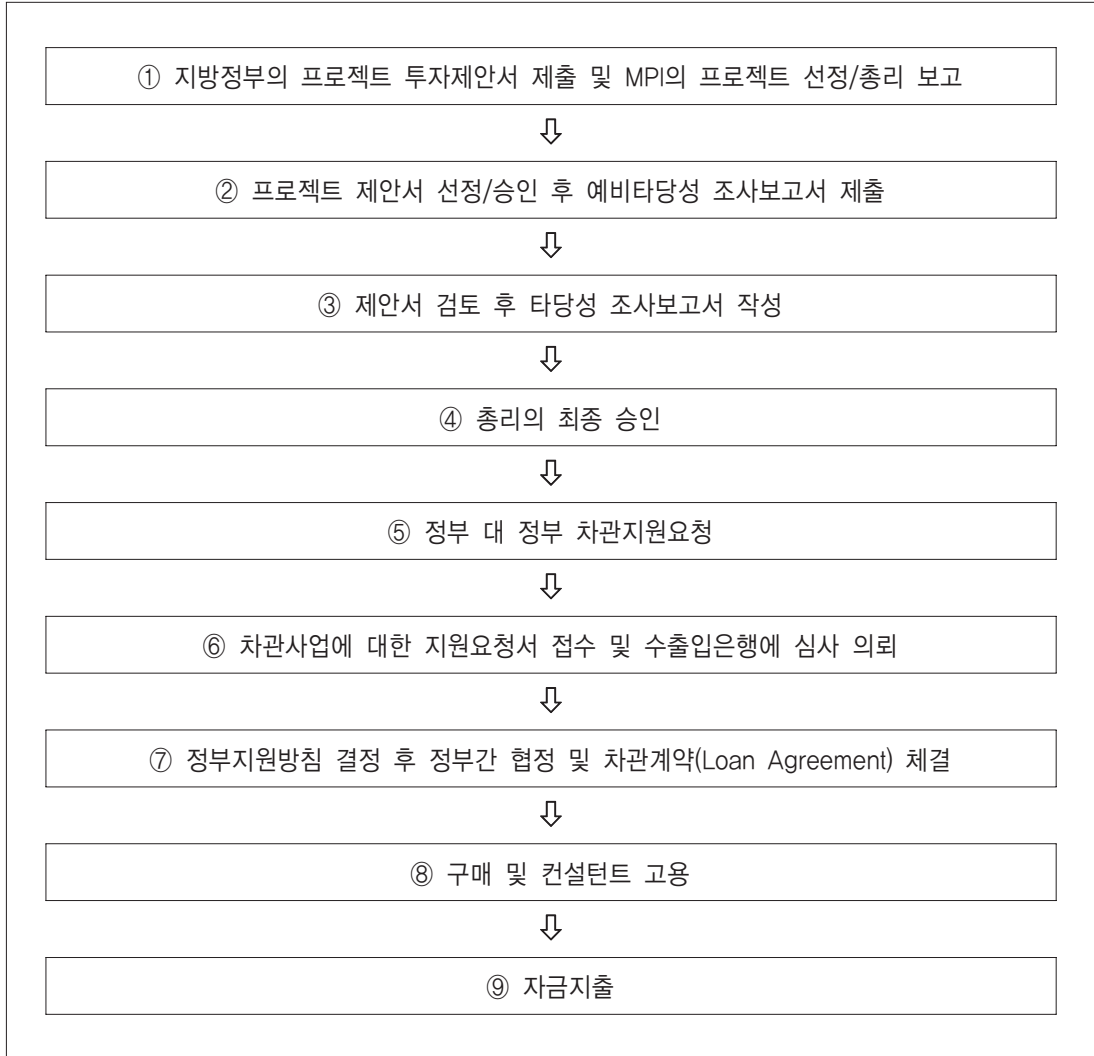 ① 지방정부의 프로젝트 투자제안서 제출 및 MPI의 프로젝트 선정/총리 보고
⇩
② 프로젝트 제안서 선정/승인 후 예비타당성 조사보고서 제출
⇩
③ 제안서 검토 후 타당성 조사보고서 작성
⇩
④ 총리의 최종 승인
⇩
⑤ 정부 대 정부 차관지원요청
⇩
⑥ 차관사업에 대한 지원요청서 접수 및 수출입은행에 심사 의뢰
⇩
⑦ 정부지원방침 결정 후 정부간 협정 및 차관계약(Loan Agreement) 체결
⇩
⑧ 구매 및 컨설턴트 고용
⇩
⑨ 자금지출